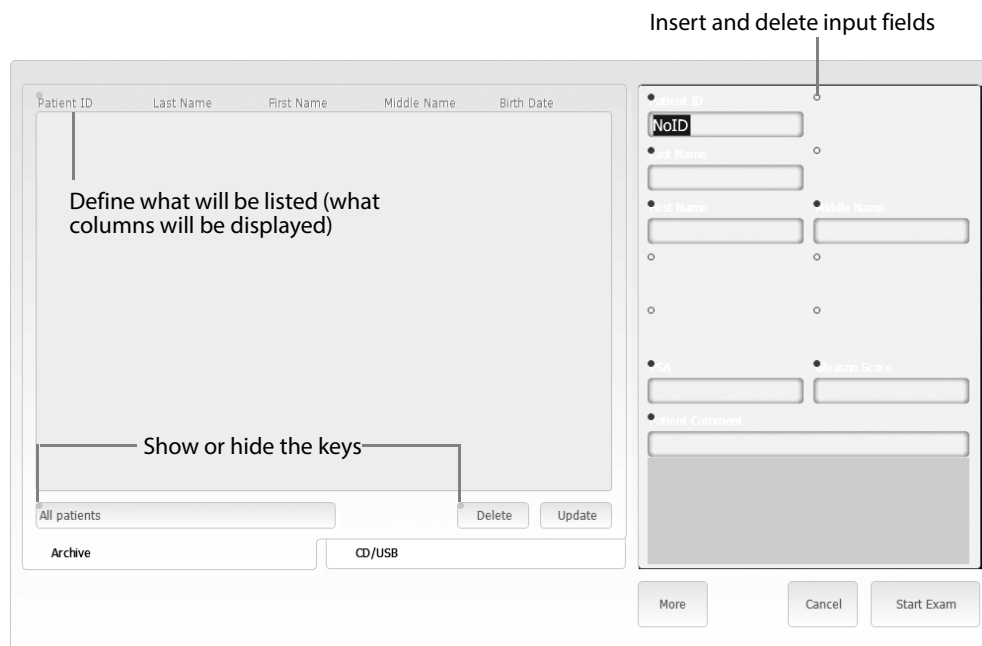 Insert and delete input fields
Patient ID Last Name First Name Middle Name Birth Date
Define what will be listed (what
columns will be displayed)
Show or hide the keys
All patients Delete Update
Archive CD/USB
Patient ID
NoID
Last Name
First Name Middle Name
PSA Gleason Score
Patient Comment
More Cancel Start Exam